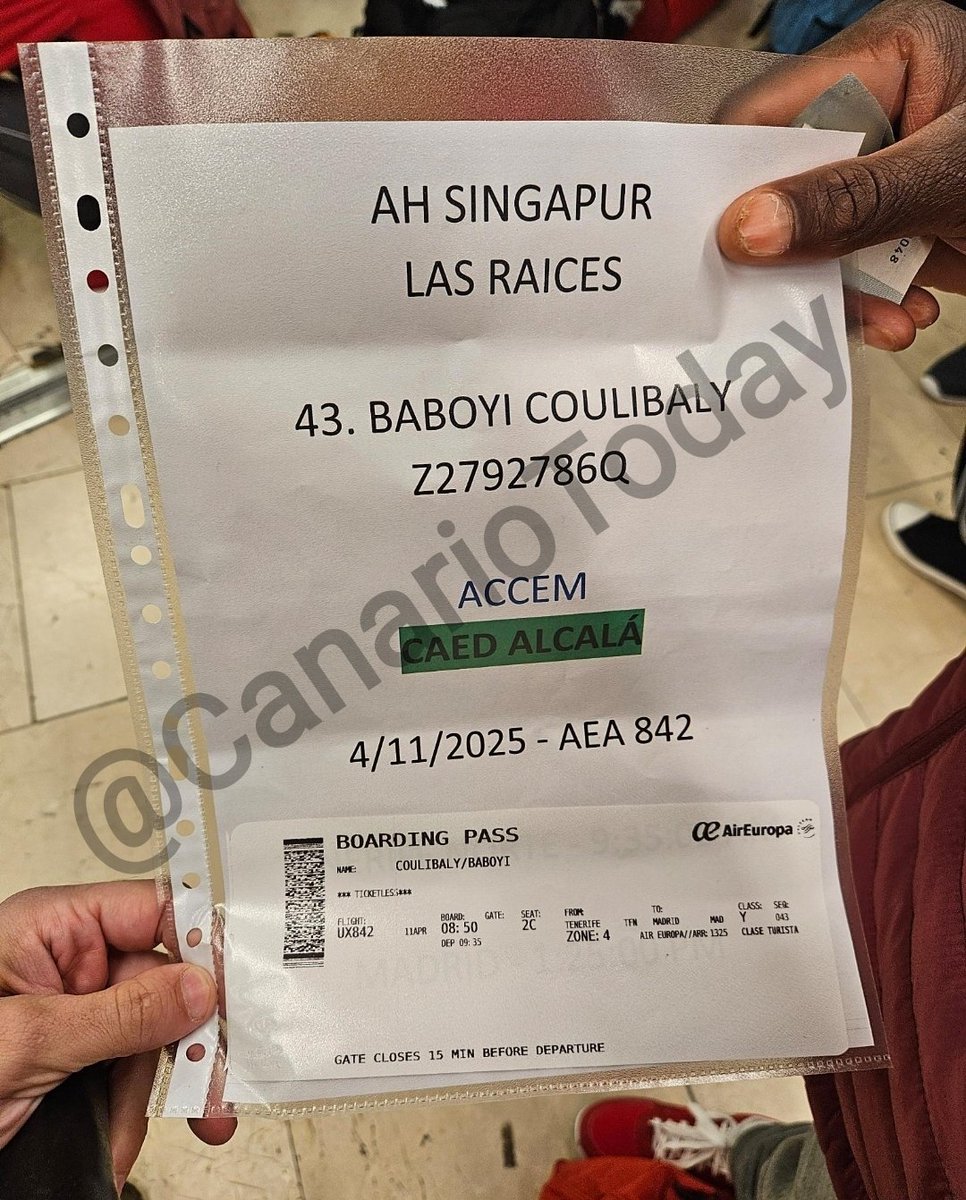 AH SINGAPUR
LAS RAICES
43. BABOYI COULIBALY
Z2792786Q
ACCEM
CAED ALCALÁ
4/11/2025 - AEA 842
@CanarioToday
BOARDING PASS
AirEuropa
NAME: COULIBALY/BABOYI
*** TICKETLESS***
FLIGHT: BOARD: GATE: SEAT: FROM: TO: CLASS: SEQ:
UX842 11APR 08:50 2C TENERIFE TFN MADRID MAD Y 043
DEP 09:35 ZONE: 4 AIR EUROPA//ARR: 1325 CLASE TURISTA
GATE CLOSES 15 MIN BEFORE DEPARTURE
048